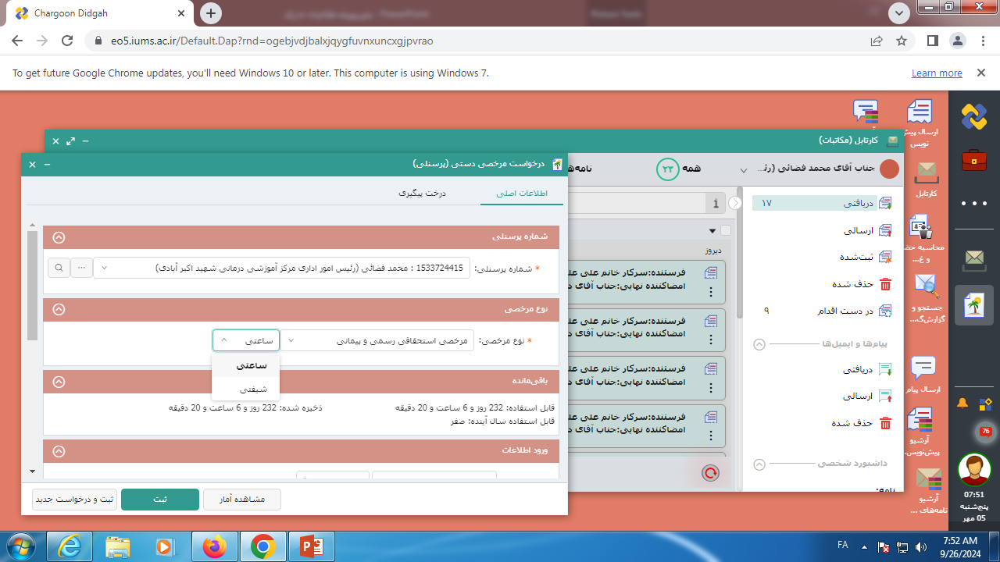 Chargoon Didgah
eo5.iums.ac.ir/Default.Dap?rnd=ogebjvdjbalxjqygfuvnxuncxgjpvrao
To get future Google Chrome updates, you'll need Windows 10 or later. This computer is using Windows 7.
Learn more
ارسال پیش
نویس
کارتابل
محاسبه حض
و غ...
جستجو و
گزارش‌گ...
ارسال پیام
آرشیو
پیش‌نویس.
آرشیو
نامه‌های ...
کارتابل (مکاتبات)
جناب آقای محمد فضائی (رئ..
همه
۲۳
نامه‌ها
دریافتی
۱۷
ارسالی
ثبت‌شده
حذف شده
در دست اقدام
۹
پیام‌ها و ایمیل‌ها
دریافتی
ارسالی
حذف شده
داشبورد شخصی
نامه:
دیروز
فرستنده:سرکار خانم علی عل
امضاکننده نهایی:جناب آقای د
فرستنده:سرکار خانم علی عل
امضاکننده نهایی:جناب آقای د
فرستنده:سرکار خانم علی عل
امضاکننده نهایی:جناب آقای د
فرستنده:سرکار خانم علی عل
امضاکننده نهایی:جناب آقای د
درخواست مرخصی دستی (پرسنلی)
اطلاعات اصلی
درخت پیگیری
شماره پرسنلی
* شماره پرسنلی:
1533724415 : محمد فضائی (رئیس امور اداری مرکز آموزشی درمانی شهید اکبر آبادی)
نوع مرخصی
* نوع مرخصی:
مرخصی استحقاقی رسمی و پیمانی
ساعتی
ساعتی
شیفتی
باقی‌مانده
قابل استفاده: 232 روز و 6 ساعت و 20 دقیقه
ذخیره شده: 232 روز و 6 ساعت و 20 دقیقه
قابل استفاده سال آینده: صفر
ورود اطلاعات
مشاهده آمار
ثبت
ثبت و درخواست جدید
76
07:51
پنج‌شنبه
05 مهر
FA
7:52 AM
9/26/2024